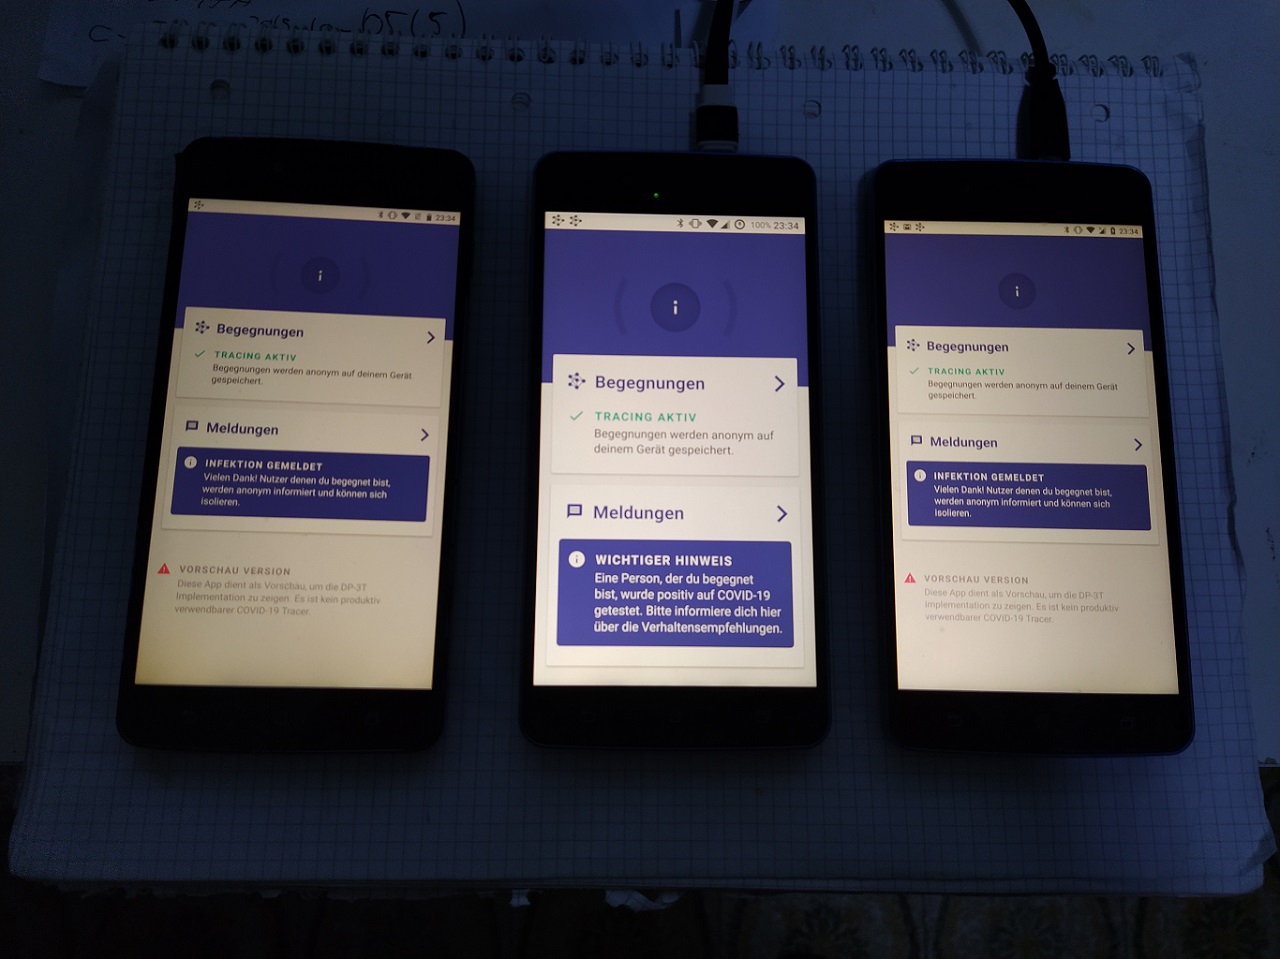 23:34
Begegnungen
TRACING AKTIV
Begegnungen werden anonym auf deinem Gerät
gespeichert.
Meldungen
INFEKTION GEMELDET
Vielen Dank! Nutzer denen du begegnet bist,
werden anonym informiert und können sich
isolieren.
VORSCHAU VERSION
Diese App dient als Vorschau, um die DP-3T
Implementation zu zeigen. Es ist kein produktiv
verwendbarer COVID-19 Tracer.
100% 23:34
Begegnungen
TRACING AKTIV
Begegnungen werden anonym auf
deinem Gerät gespeichert.
Meldungen
WICHTIGER HINWEIS
Eine Person, der du begegnet
bist, wurde positiv auf COVID-19
getestet. Bitte informiere dich hier
über die Verhaltensempfehlungen.
23:34
Begegnungen
TRACING AKTIV
Begegnungen werden anonym auf deinem Gerät
gespeichert.
Meldungen
INFEKTION GEMELDET
Vielen Dank! Nutzer denen du begegnet bist,
werden anonym informiert und können sich
isolieren.
VORSCHAU VERSION
Diese App dient als Vorschau, um die DP-3T
Implementation zu zeigen. Es ist kein produktiv
verwendbarer COVID-19 Tracer.